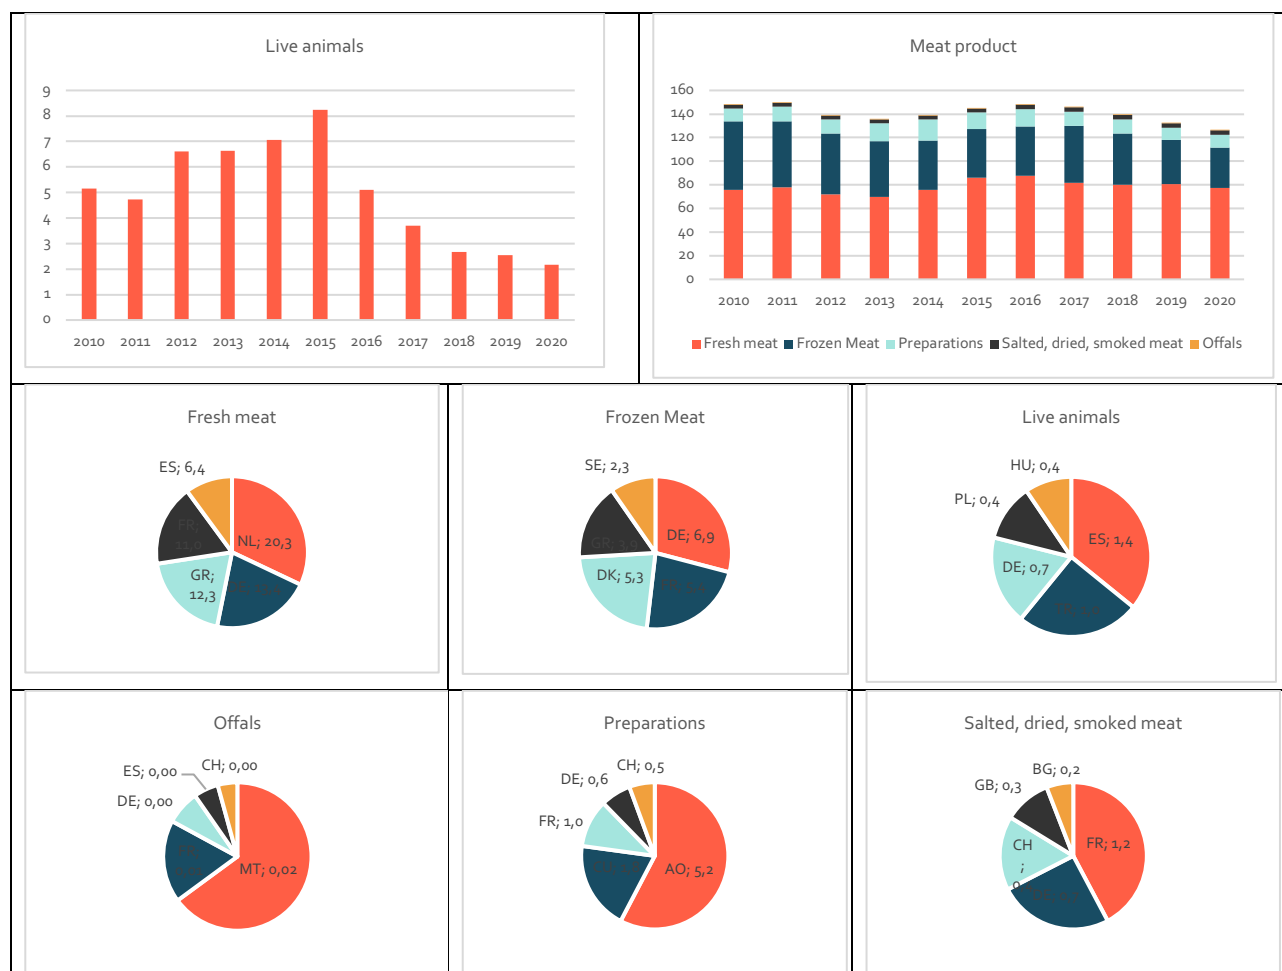 Live animals
9
8
7
6
5
4
3
2
1
0
2010 2011 2012 2013 2014 2015 2016 2017 2018 2019 2020
Meat product
160
140
120
100
80
60
40
20
0
2010 2011 2012 2013 2014 2015 2016 2017 2018 2019 2020
Fresh meat Frozen Meat Preparations Salted, dried, smoked meat Offals
Fresh meat
ES; 6,4
FR;
11,0
NL; 20,3
GR;
12,3
Frozen Meat
SE; 2,3
DE; 6,9
DK; 5,3
Live animals
HU; 0,4
PL; 0,4
ES; 1,4
DE; 0,7
Offals
ES; 0,00
CH; 0,00
DE; 0,00
MT; 0,02
Preparations
CH; 0,5
DE; 0,6
FR; 1,0
AO; 5,2
Salted, dried, smoked meat
BG; 0,2
GB; 0,3
CH
;
FR; 1,2